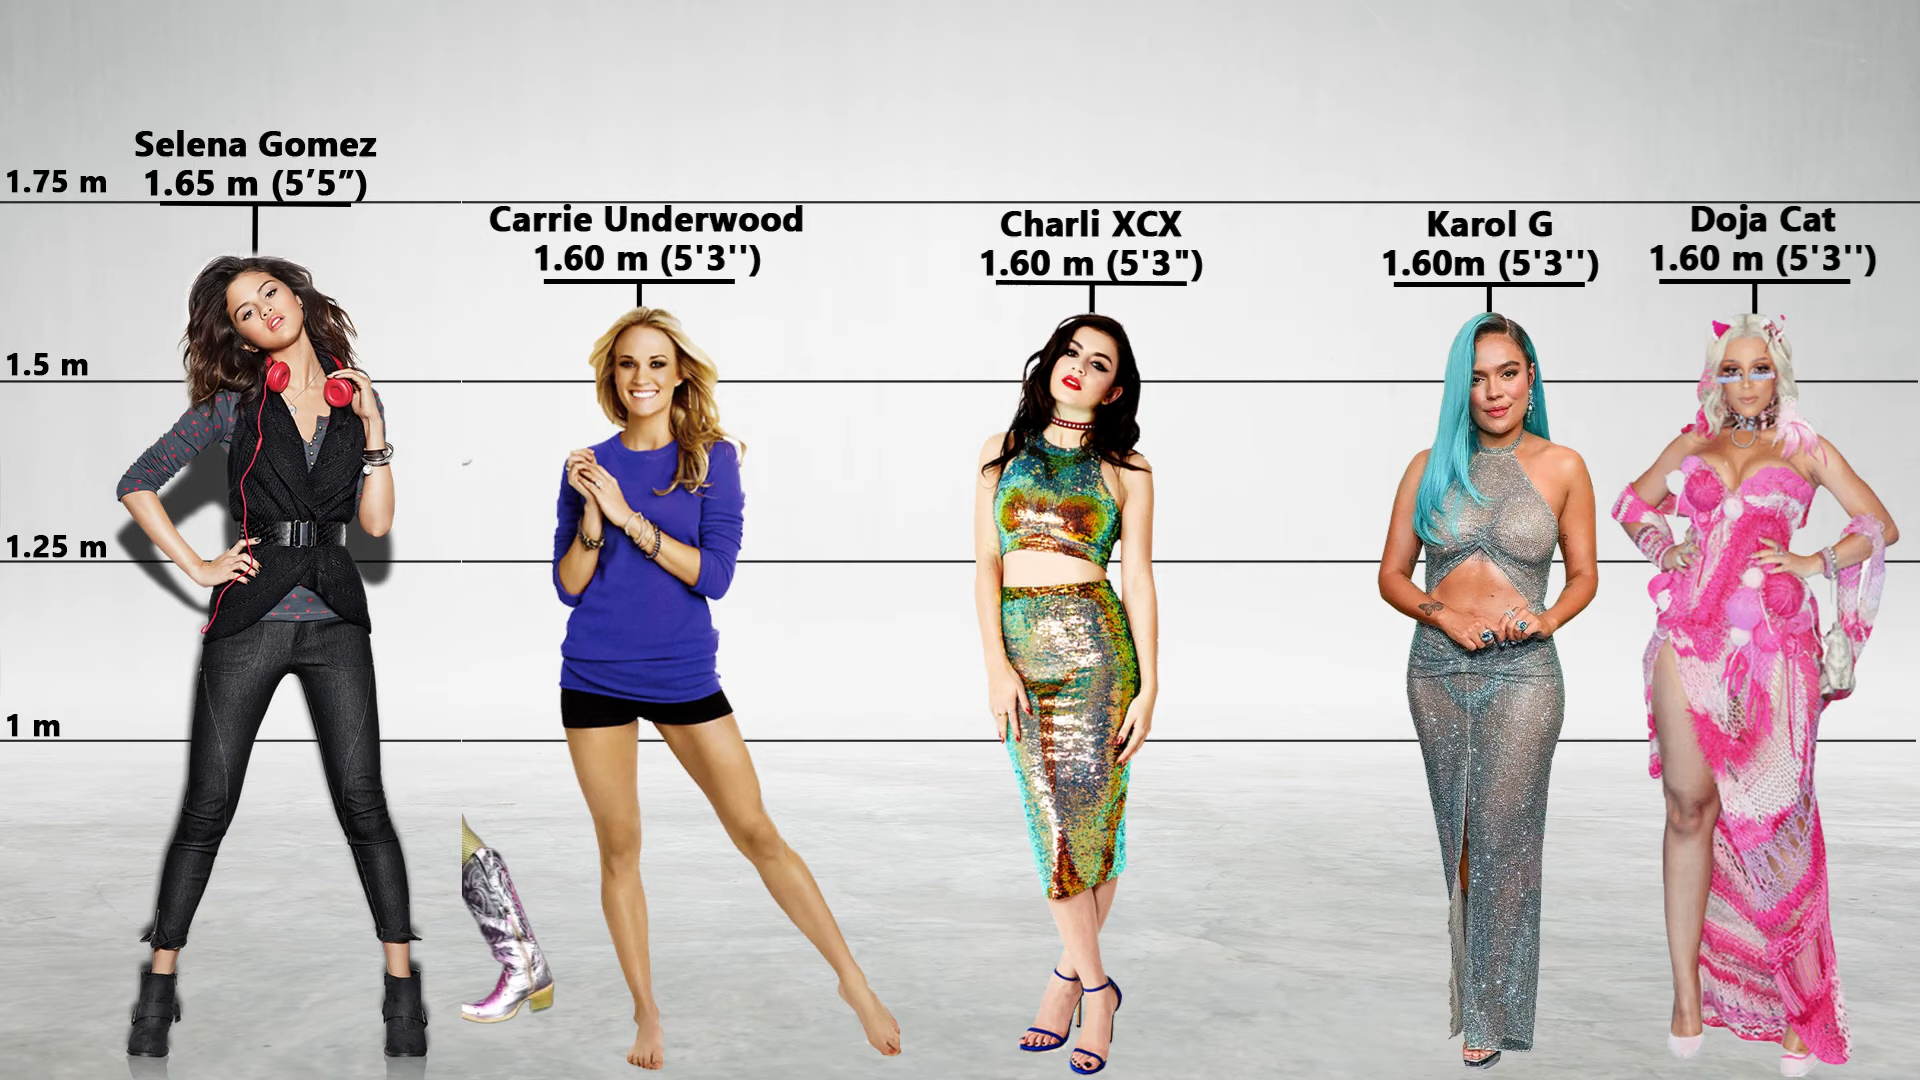 Selena Gomez
1.65 m (5’5”)
Carrie Underwood
1.60 m (5'3'')
Charli XCX
1.60 m (5'3")
Karol G
1.60m (5'3'')
Doja Cat
1.60 m (5'3'')
1.75 m
1.5 m
1.25 m
1 m